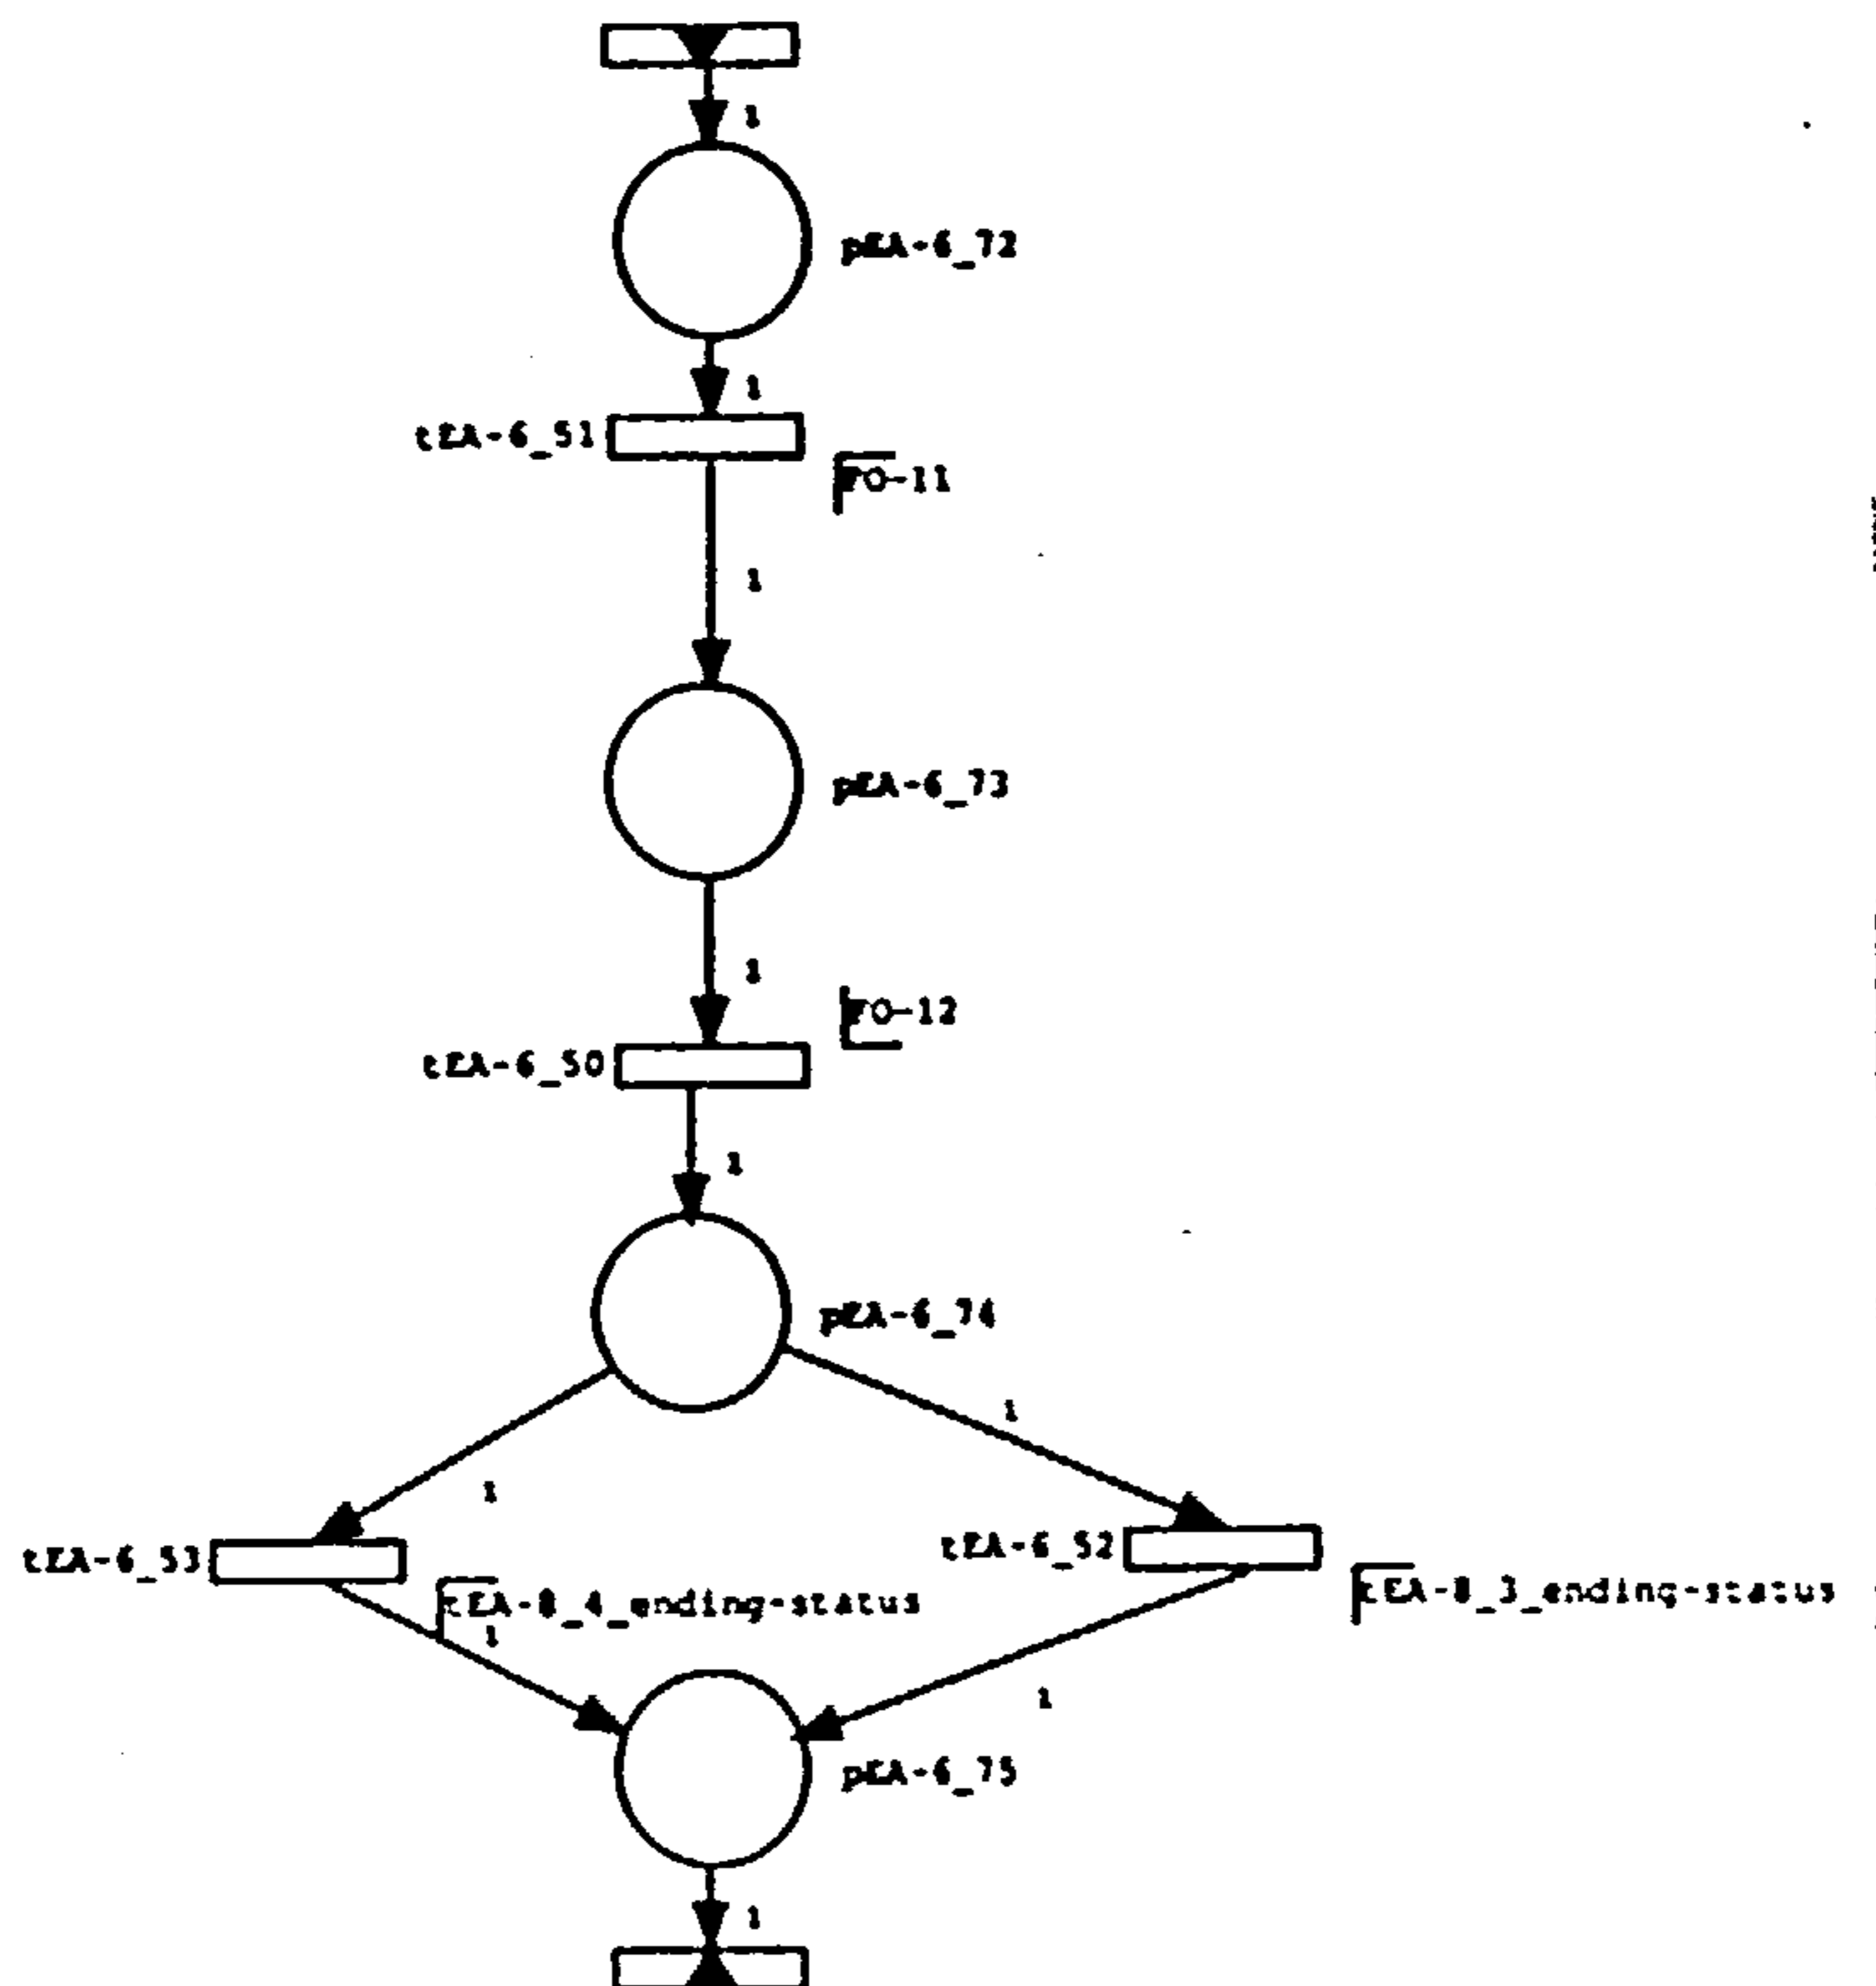 1
pEA-6_72
1
tEA-6_51
FO-11
1
pEA-6_73
1
FO-12
tEA-6_50
1
pEA-6_74
1
1
tEA-6_53
tEA-6_52
tEA-8_4_ending-status
tEA-8_3_ending-status
1
1
pEA-6_75
1